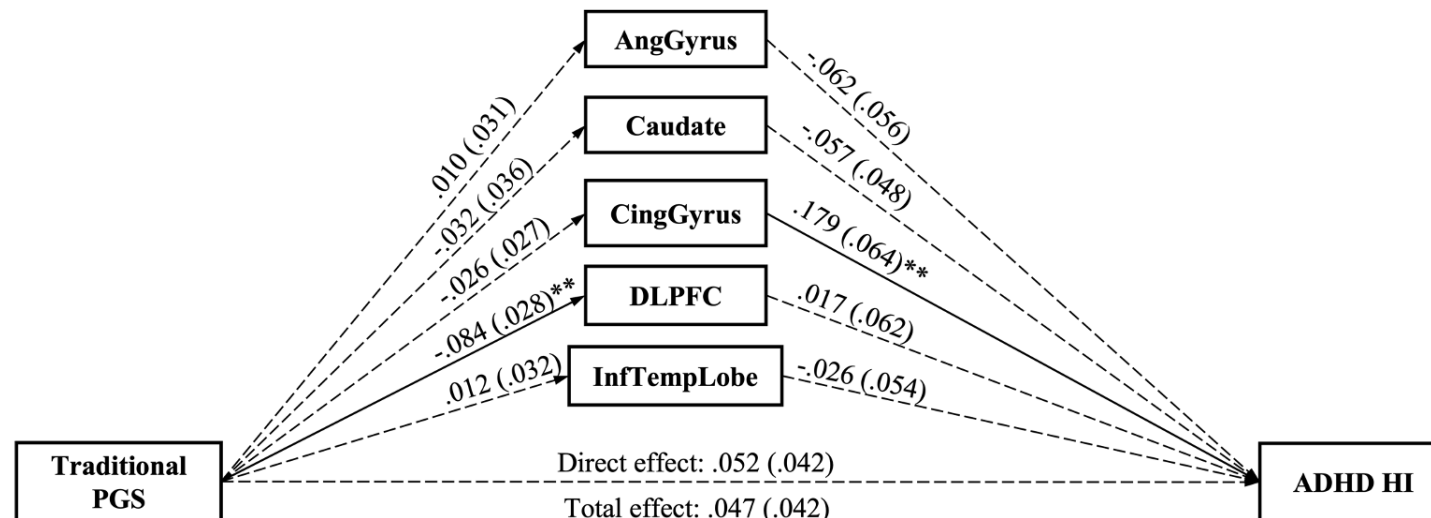 AngGyrus
Caudate
CingGyrus
DLPFC
InfTempLobe
.010 (.031)
-.032 (.036)
-.026 (.027)
-.084 (.028)**
.012 (.032)
-.062 (.056)
-.057 (.048)
.179 (.064)**
.017 (.062)
-.026 (.054)
Traditional
PGS
Direct effect: .052 (.042)
Total effect: .047 (.042)
ADHD HI